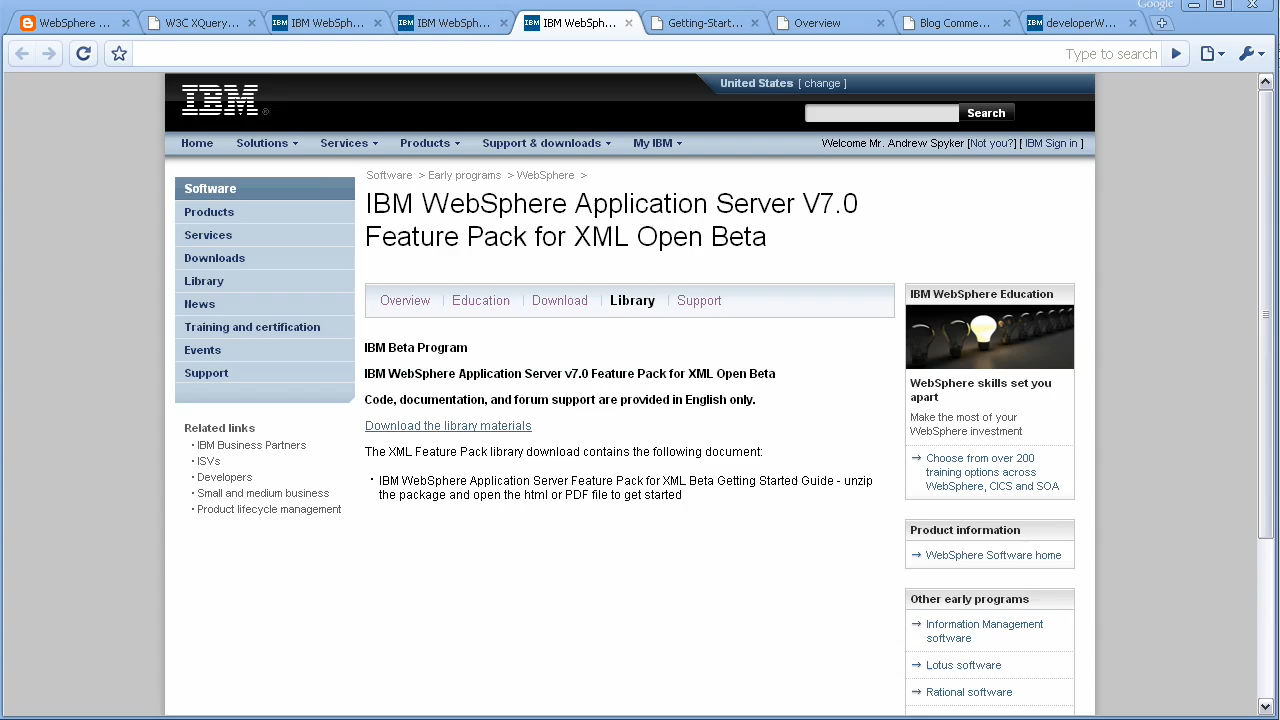 Google
WebSphere ...
W3C XQuery...
IBM WebSph...
IBM WebSph...
IBM WebSph...
Getting-Start...
Overview
Blog Comme...
developerW...
Type to search
IBM
United States [ change ]
Search
Home
Solutions
Services
Products
Support & downloads
My IBM
Welcome Mr. Andrew Spyker [Not you?] [ IBM Sign in ]
Software
Products
Services
Downloads
Library
News
Training and certification
Events
Support
Related links
• IBM Business Partners
• ISVs
• Developers
• Small and medium business
• Product lifecycle management
Software > Early programs > WebSphere >
IBM WebSphere Application Server V7.0
Feature Pack for XML Open Beta
Overview
Education
Download
Library
Support
IBM Beta Program
IBM WebSphere Application Server v7.0 Feature Pack for XML Open Beta
Code, documentation, and forum support are provided in English only.
Download the library materials
The XML Feature Pack library download contains the following document:
• IBM WebSphere Application Server Feature Pack for XML Beta Getting Started Guide - unzip
the package and open the html or PDF file to get started
IBM WebSphere Education
WebSphere skills set you
apart
Make the most of your
WebSphere investment
→ Choose from over 200
training options across
WebSphere, CICS and SOA
Product information
→ WebSphere Software home
Other early programs
→ Information Management
software
→ Lotus software
→ Rational software